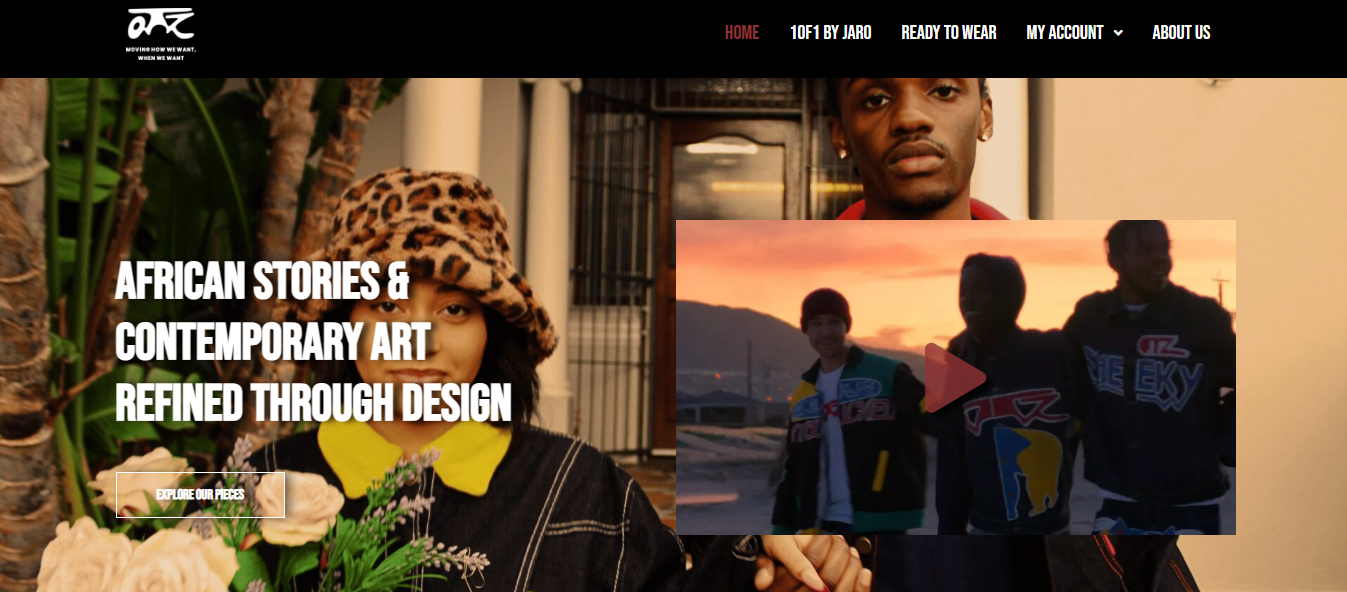 MOVING HOW WE WANT,
WHEN WE WANT
HOME 1OF1 BY JARO READY TO WEAR MY ACCOUNT ABOUT US
AFRICAN STORIES &
CONTEMPORARY ART
REFINED THROUGH DESIGN
EXPLORE OUR PIECES